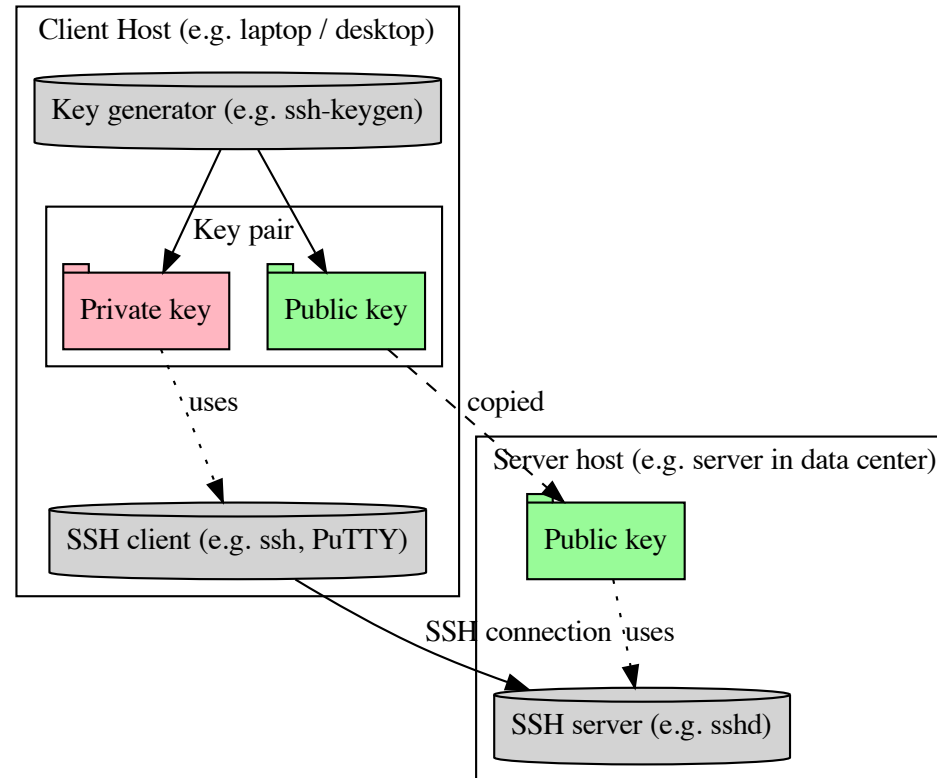 Client Host (e.g. laptop / desktop)
Key generator (e.g. ssh-keygen)
Key pair
Private key
Public key
uses
copied
Server host (e.g. server in data center)
SSH client (e.g. ssh, PuTTY)
Public key
SSH connection
uses
SSH server (e.g. sshd)